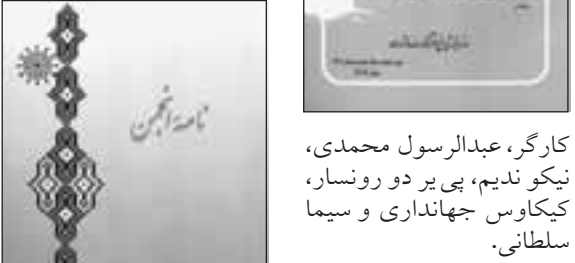 نامهٔ انجمن
کارگر، عبدالرسول محمدی،
نیکو ندیم، پی‌یر دو رونسار،
کیکاوس جهانداری و سیما
سلطانی.